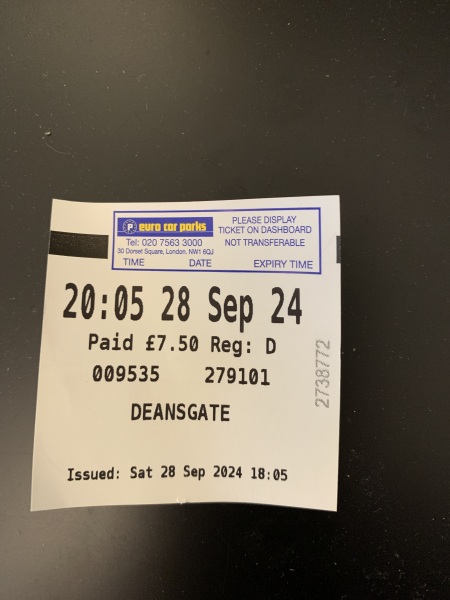 P euro car parks
Tel: 020 7563 3000
30 Dorset Square, London, NW1 6QJ
PLEASE DISPLAY
TICKET ON DASHBOARD
NOT TRANSFERABLE
TIME DATE EXPIRY TIME
20:05 28 Sep 24
Paid £7.50 Reg: D
009535 279101
DEANSGATE
Issued: Sat 28 Sep 2024 18:05
2738772